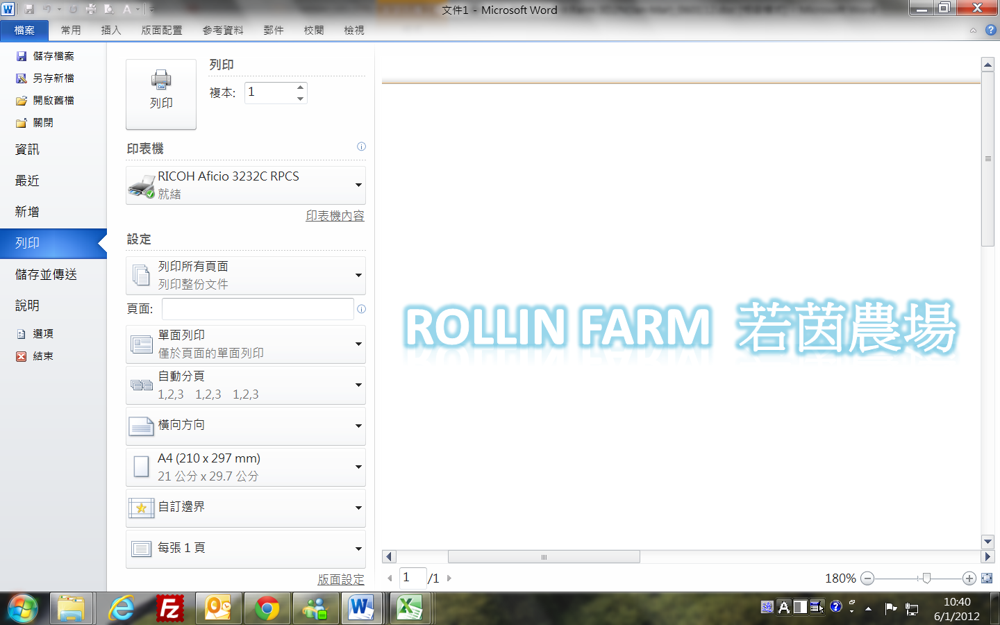 文件1 - Microsoft Word
檔案 常用 插入 版面配置 參考資料 郵件 校閱 檢視
儲存檔案
另存新檔
開啟舊檔
關閉
資訊
最近
新增
列印
儲存並傳送
說明
選項
結束
列印
列印
複本: 1
印表機
RICOH Aficio 3232C RPCS
就緒
印表機內容
設定
列印所有頁面
列印整份文件
頁面:
單面列印
僅於頁面的單面列印
自動分頁
1,2,3 1,2,3 1,2,3
橫向方向
A4 (210 x 297 mm)
21 公分 x 29.7 公分
自訂邊界
每張 1 頁
版面設定
ROLLIN FARM 若茵農場
1 /1
180%
10:40
6/1/2012